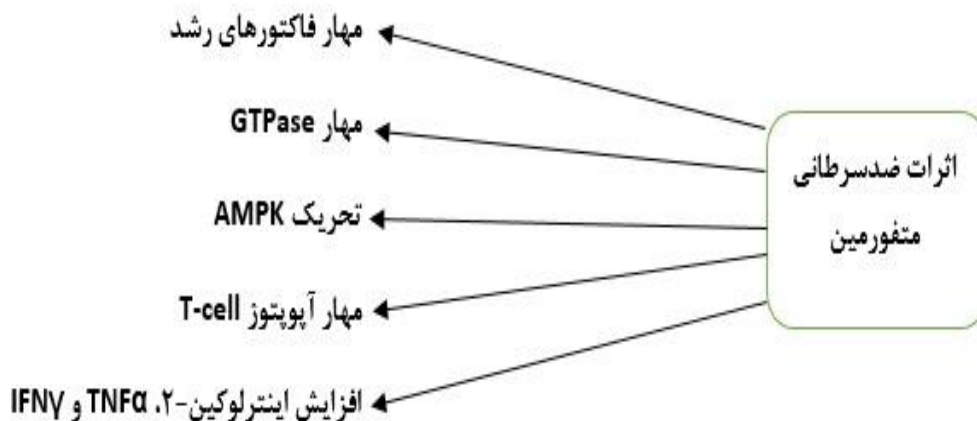 اثرات ضدسرطانی
متفورمین
مهار فاکتورهای رشد
مهار GTPase
تحریک AMPK
مهار آپوپتوز T-cell
افزایش اینترلوکین-۲، TNFα و IFNγ